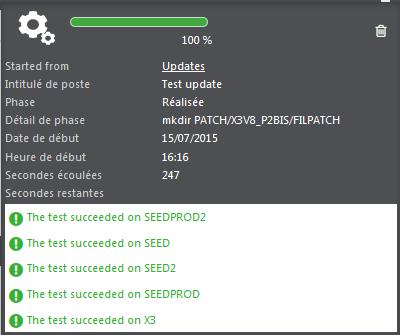 100 %
Started from Updates
Intitulé de poste Test update
Phase Réalisée
Détail de phase mkdir PATCH/X3V8_P2BIS/FILPATCH
Date de début 15/07/2015
Heure de début 16:16
Secondes écoulées 247
Secondes restantes
The test succeeded on SEEDPROD2
The test succeeded on SEED
The test succeeded on SEED2
The test succeeded on SEEDPROD
The test succeeded on X3